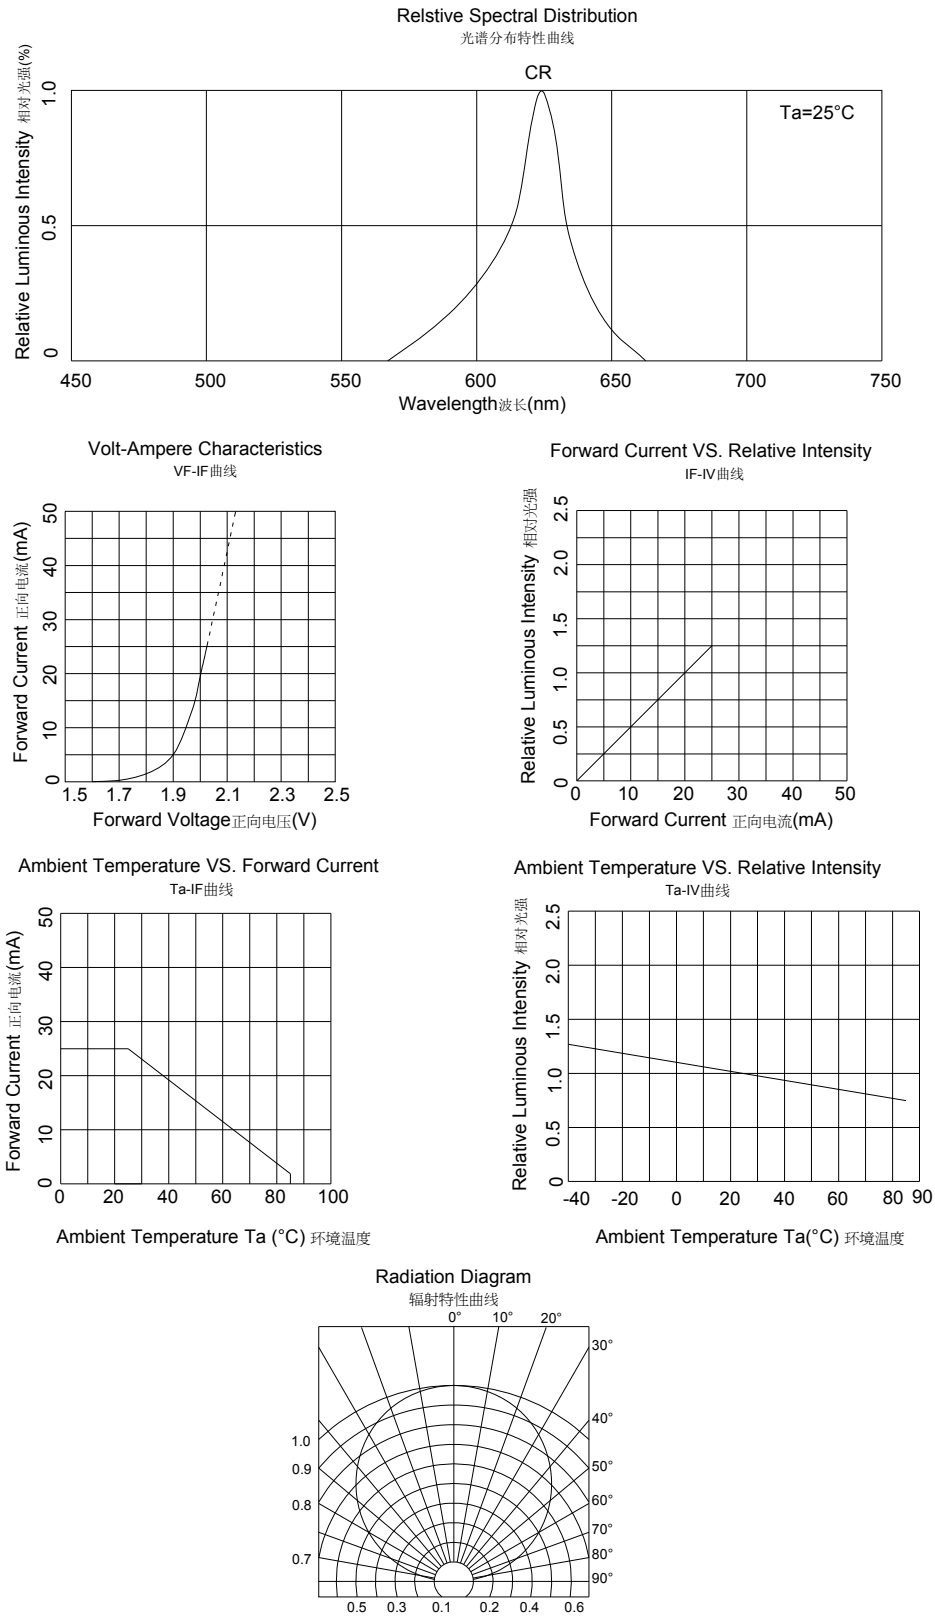 Relstive Spectral Distribution
光谱分布特性曲线
CR
Ta=25°C
Relative Luminous Intensity 相对光强(%)
1.0
0.5
0
450 500 550 600 650 700 750
Wavelength波长(nm)
Volt-Ampere Characteristics
VF-IF曲线
Forward Current 正向电流(mA)
50
40
30
20
10
0
1.5 1.7 1.9 2.1 2.3 2.5
Forward Voltage正向电压(V)
Forward Current VS. Relative Intensity
IF-IV曲线
Relative Luminous Intensity 相对光强
2.5
2.0
1.5
1.0
0.5
0
0 10 20 30 40 50
Forward Current 正向电流(mA)
Ambient Temperature VS. Forward Current
Ta-IF曲线
Forward Current 正向电流(mA)
50
40
30
20
10
0
0 20 40 60 80 100
Ambient Temperature Ta (°C) 环境温度
Ambient Temperature VS. Relative Intensity
Ta-IV曲线
Relative Luminous Intensity 相对光强
2.5
2.0
1.5
1.0
0.5
0
-40 -20 0 20 40 60 80 90
Ambient Temperature Ta(°C) 环境温度
Radiation Diagram
辐射特性曲线
0° 10° 20°
30°
40°
50°
60°
70°
80°
90°
1.0
0.9
0.8
0.7
0.5 0.3 0.1 0.2 0.4 0.6